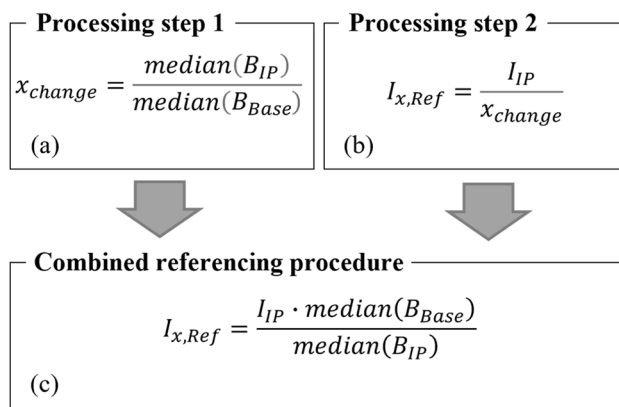 Processing step 1
x_change = median(B_IP) / median(B_Base)
(a)
Processing step 2
I_x,Ref = I_IP / x_change
(b)
Combined referencing procedure
I_x,Ref = I_IP · median(B_Base) / median(B_IP)
(c)